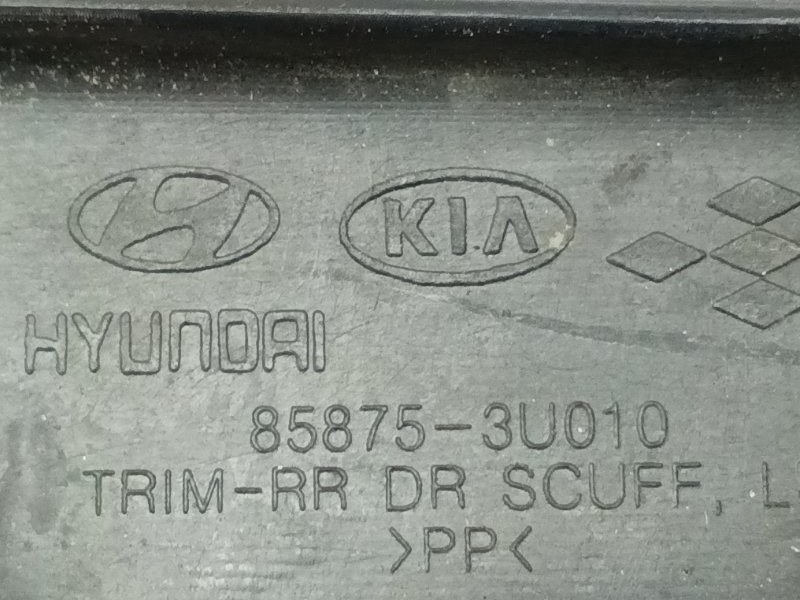 KIA
HYUNDAI
85875-3U010
TRIM-RR DR SCUFF, L
>PP<